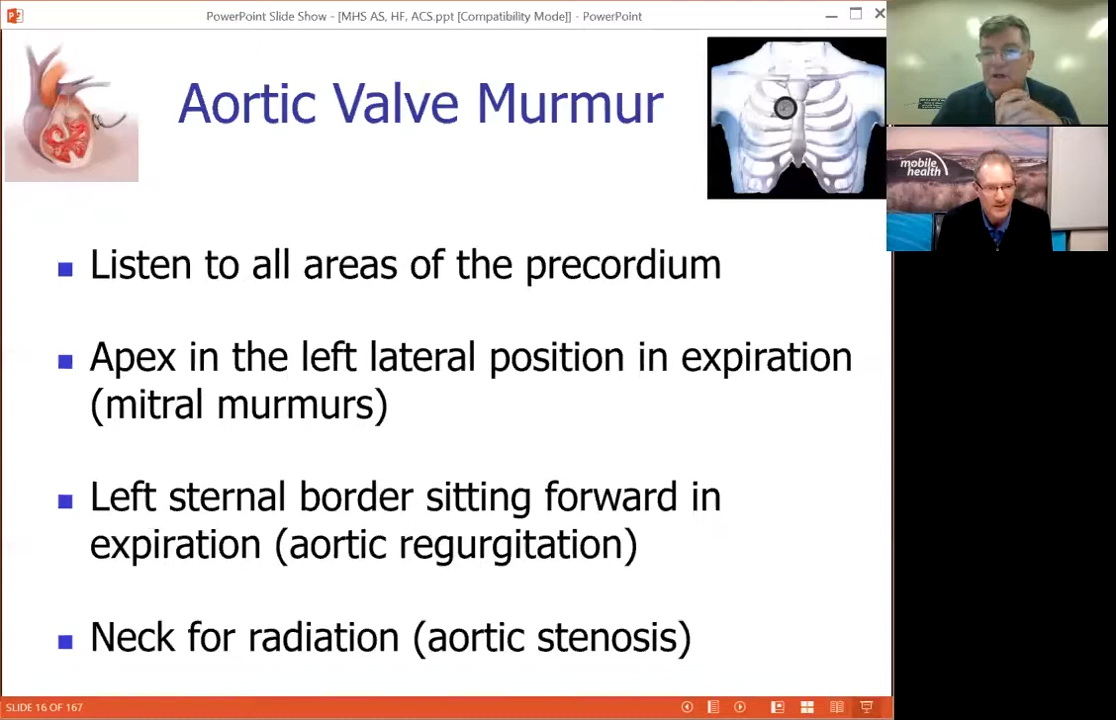 PowerPoint Slide Show - [MHS AS, HF, ACS.ppt [Compatibility Mode]] - PowerPoint
Aortic Valve Murmur
mobile
health
Listen to all areas of the precordium
Apex in the left lateral position in expiration
(mitral murmurs)
Left sternal border sitting forward in
expiration (aortic regurgitation)
Neck for radiation (aortic stenosis)
SLIDE 16 OF 167